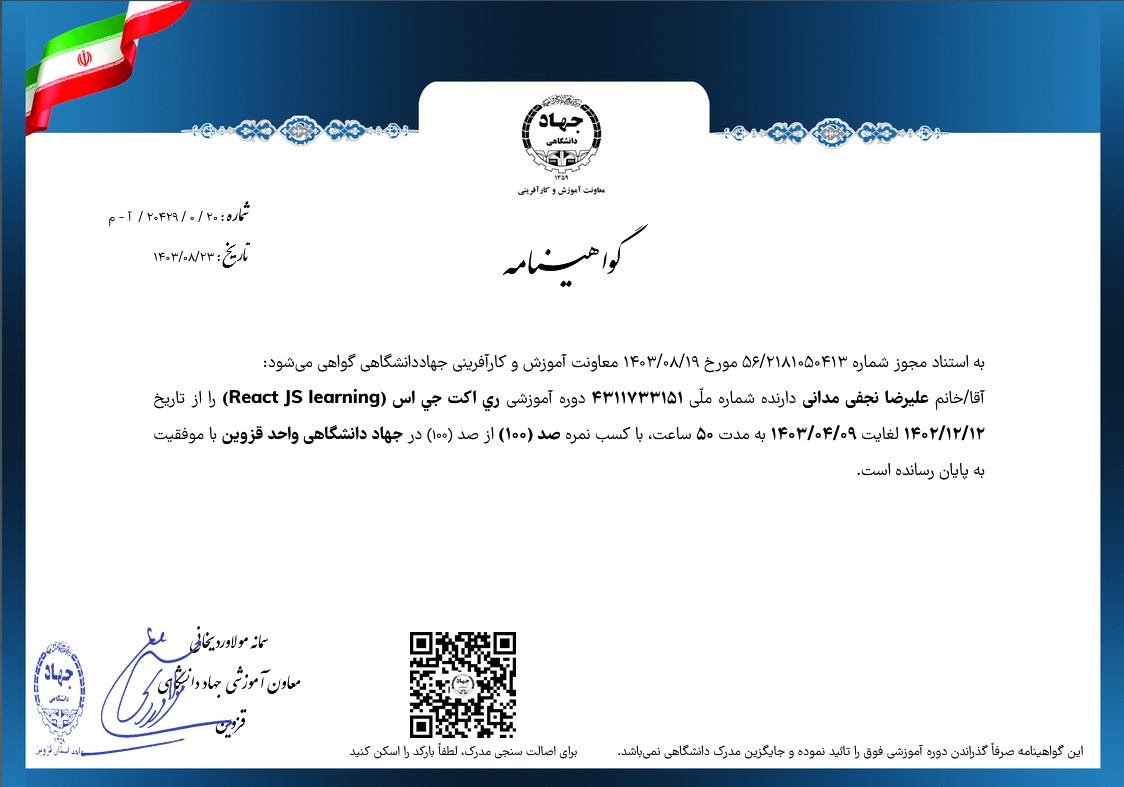 جهاد
دانشگاهی
۱۳۵۹
معاونت آموزش و کارآفرینی
شماره : ۲۰ / ۰ / ۲۰۴۲۹ / آ - م
تاریخ : ۱۴۰۳/۰۸/۲۳
گواهینامه
به استناد مجوز شماره ۵۶/۲۱۸۱۰۵۰۴۱۳ مورخ ۱۴۰۳/۰۸/۱۹ معاونت آموزش و کارآفرینی جهاددانشگاهی گواهی می‌شود:
آقا/خانم علیرضا نجفی مدانی دارنده شماره ملّی ۴۳۱۱۷۳۳۱۵۱ دوره آموزشی ري اکت جي اس (React JS learning) را از تاریخ
۱۴۰۲/۱۲/۱۲ لغایت ۱۴۰۳/۰۴/۰۹ به مدت ۵۰ ساعت، با کسب نمره صد (۱۰۰) از صد (۱۰۰) در جهاد دانشگاهی واحد قزوین با موفقیت
به پایان رسانده است.
سمانه مولاوردیخانی
معاون آموزشی جهاد دانشگاهی
قزوین
جهاد
دانشگاهی
۱۳۵۹
واحد استان قزوین
جهاد
این گواهینامه صرفاً گذراندن دوره آموزشی فوق را تائید نموده و جایگزین مدرک دانشگاهی نمی‌باشد.
برای اصالت سنجی مدرک، لطفاً بارکد را اسکن کنید